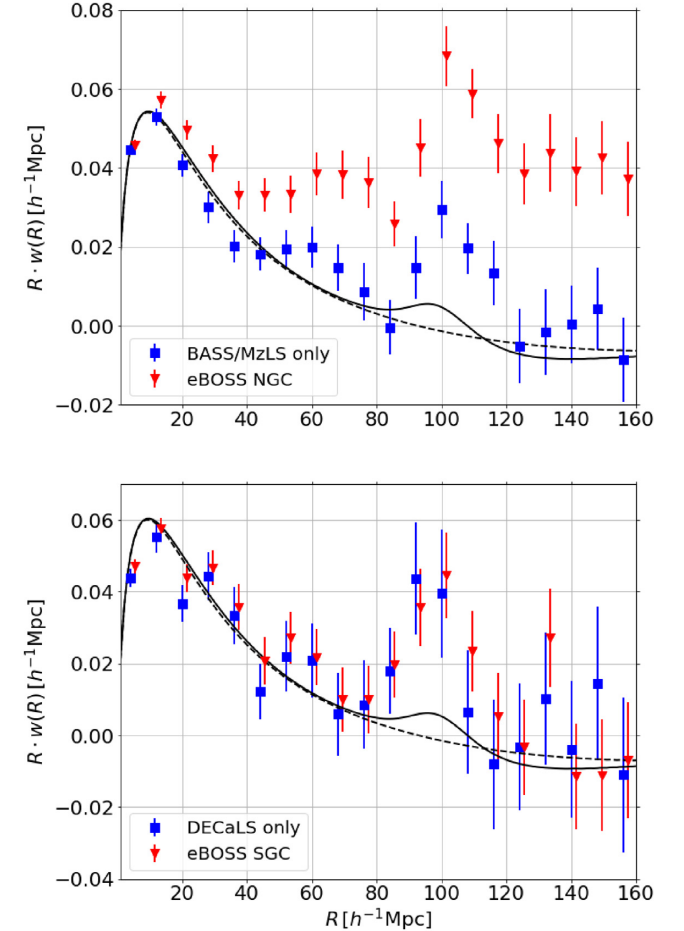 0.08
0.06
0.04
0.02
0.00
−0.02
R · w(R) [h⁻¹Mpc]
BASS/MzLS only
eBOSS NGC
20 40 60 80 100 120 140 160
0.06
0.04
0.02
0.00
−0.02
−0.04
R · w(R) [h⁻¹Mpc]
DECaLS only
eBOSS SGC
20 40 60 80 100 120 140 160
R [h⁻¹Mpc]